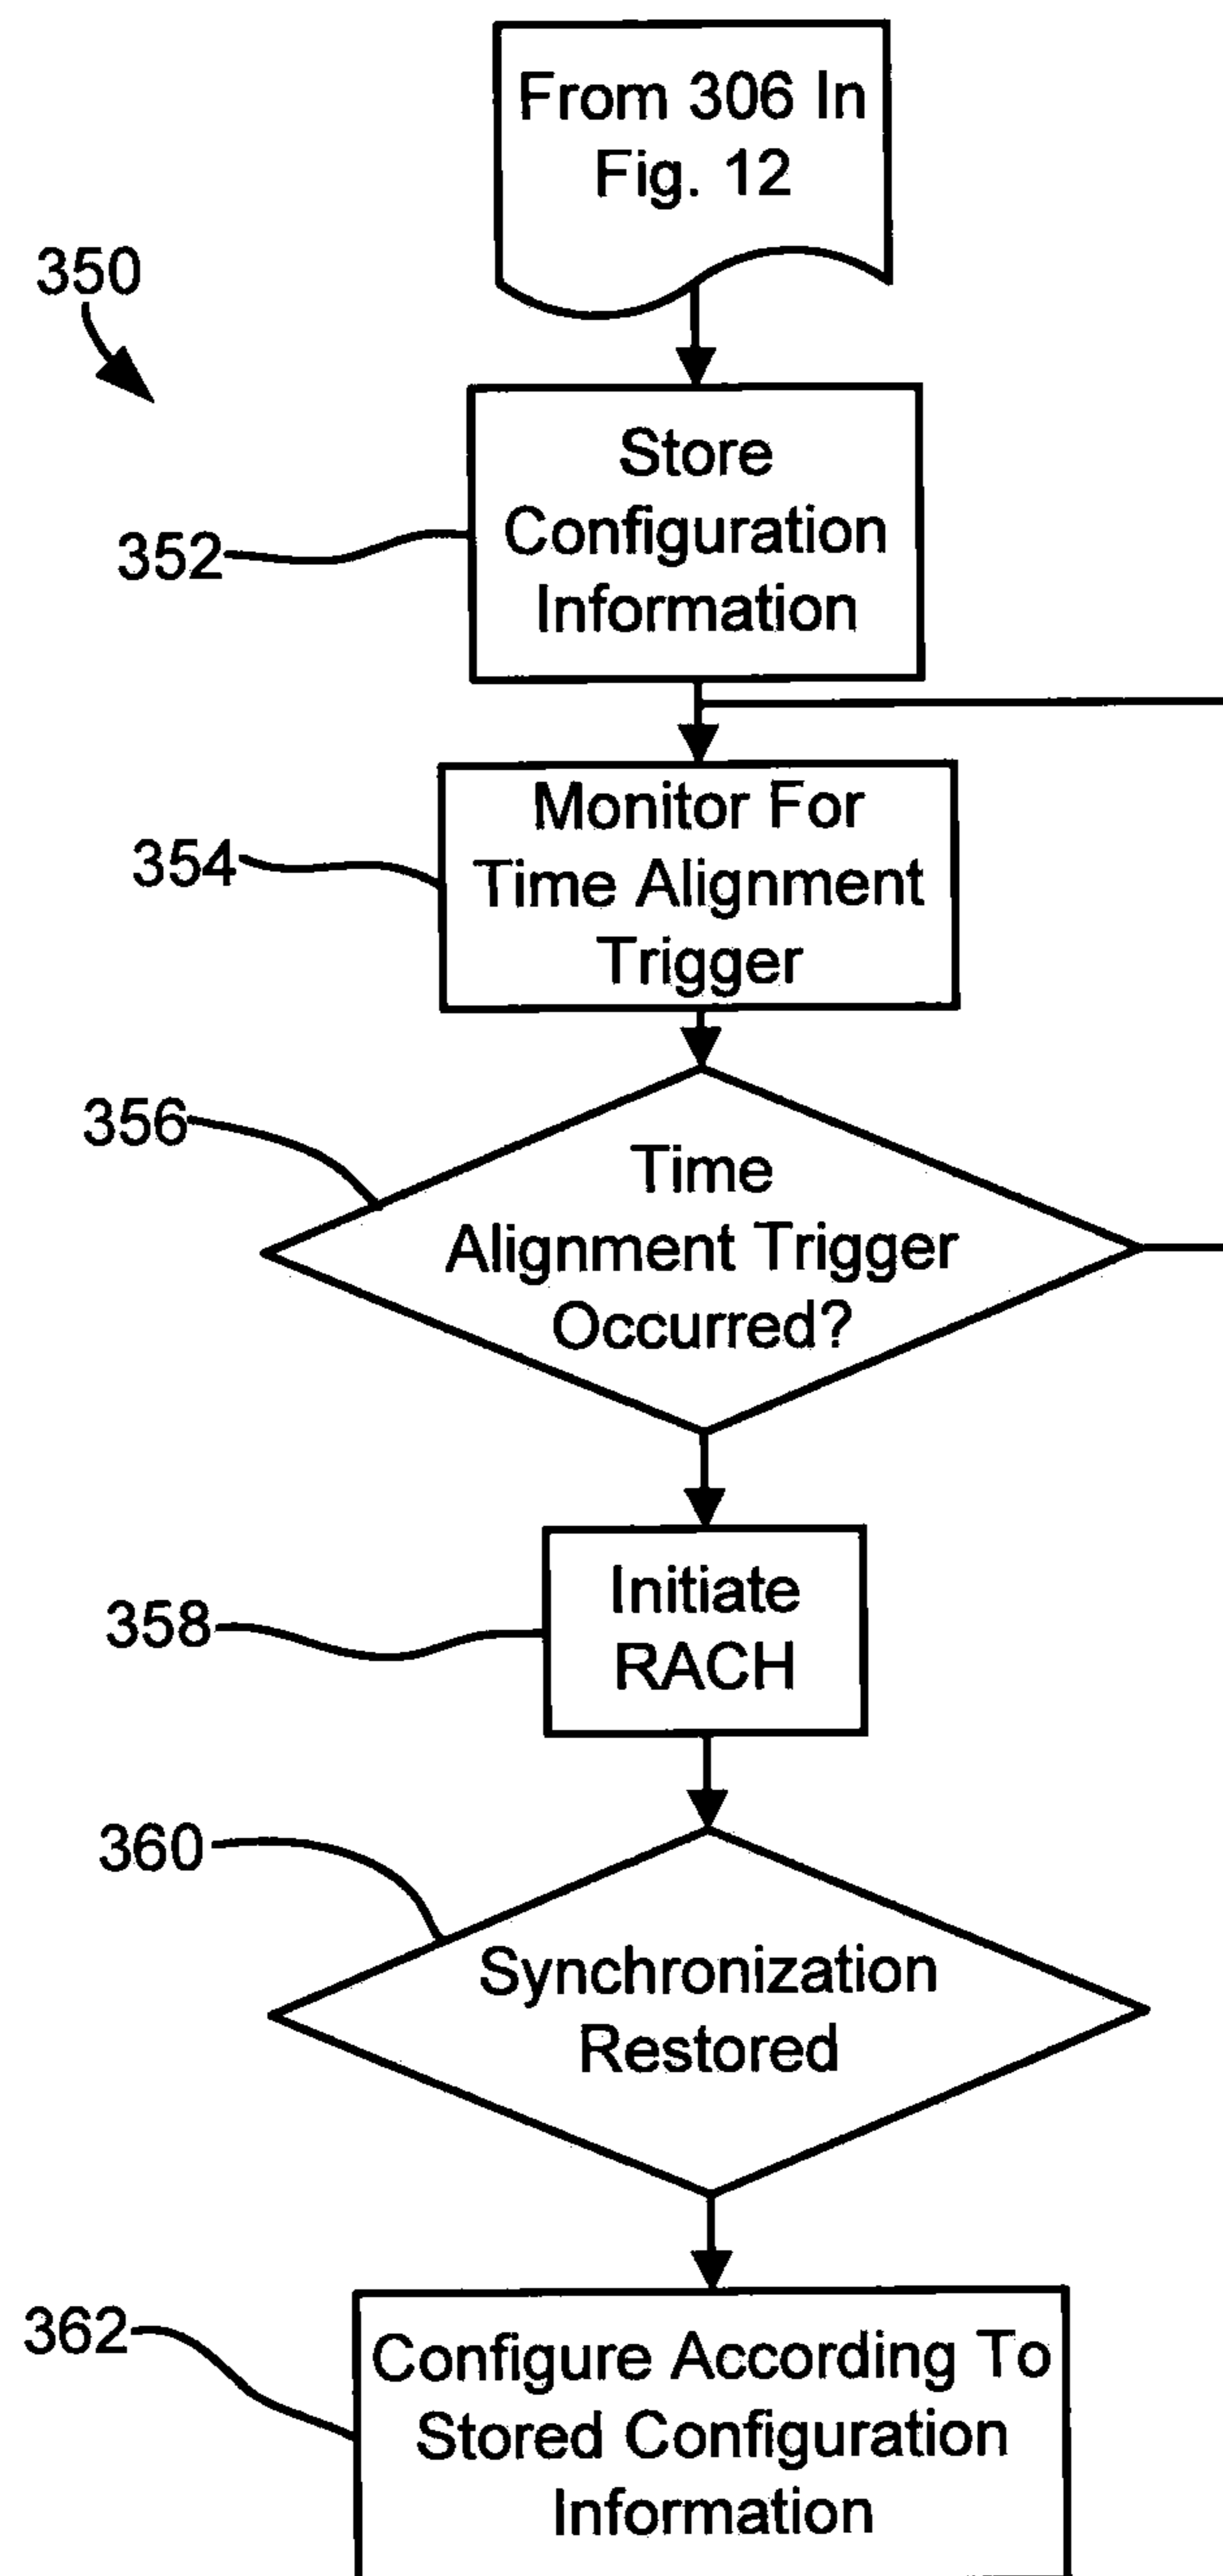 From 306 In
Fig. 12
350
Store
Configuration
Information
352
Monitor For
Time Alignment
Trigger
354
356
Time
Alignment Trigger
Occurred?
Initiate
RACH
358
360
Synchronization
Restored
362
Configure According To
Stored Configuration
Information